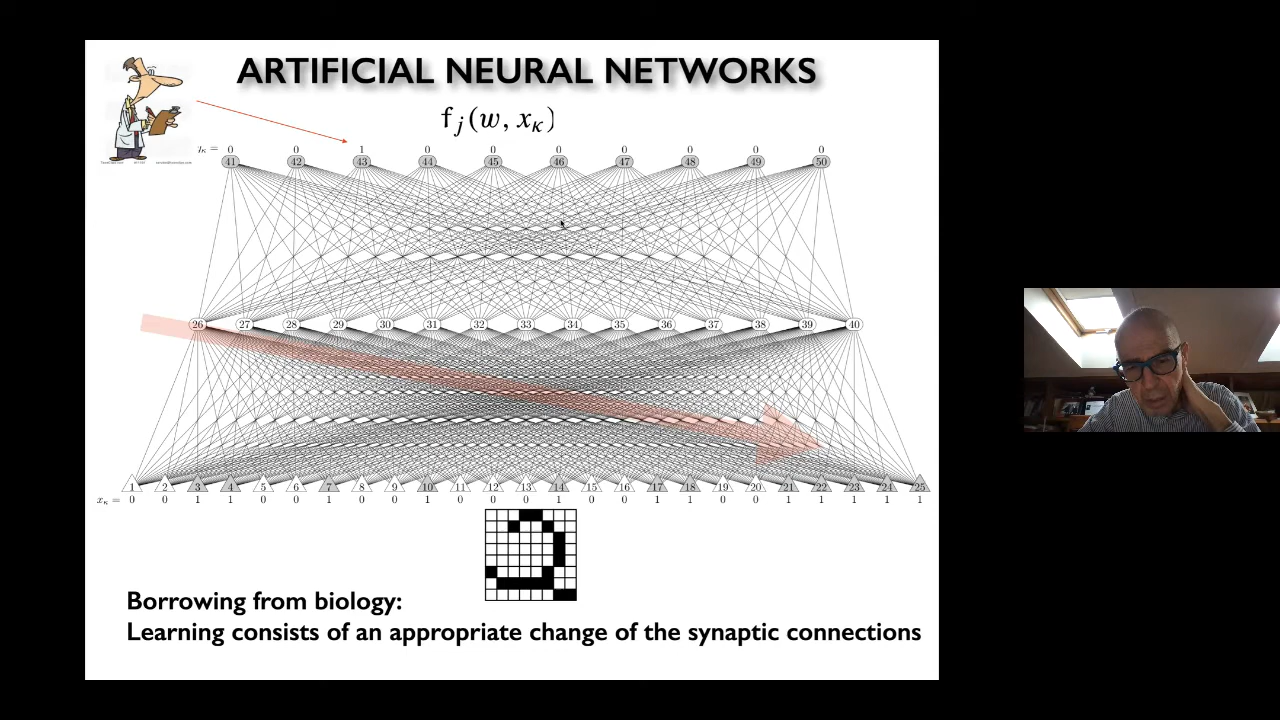 ARTIFICIAL NEURAL NETWORKS
f_j(w, x_κ)
0 0 1 0 0 0 0 0 0 0
41 42 43 44 45 46 47 48 49 50
26 27 28 29 30 31 32 33 34 35 36 37 38 39 40
1 2 3 4 5 6 7 8 9 10 11 12 13 14 15 16 17 18 19 20 21 22 23 24 25
x_κ = 0 0 1 1 0 0 1 0 0 1 0 0 0 1 0 0 1 1 0 0 1 1 1 1 1
Borrowing from biology:
Learning consists of an appropriate change of the synaptic connections